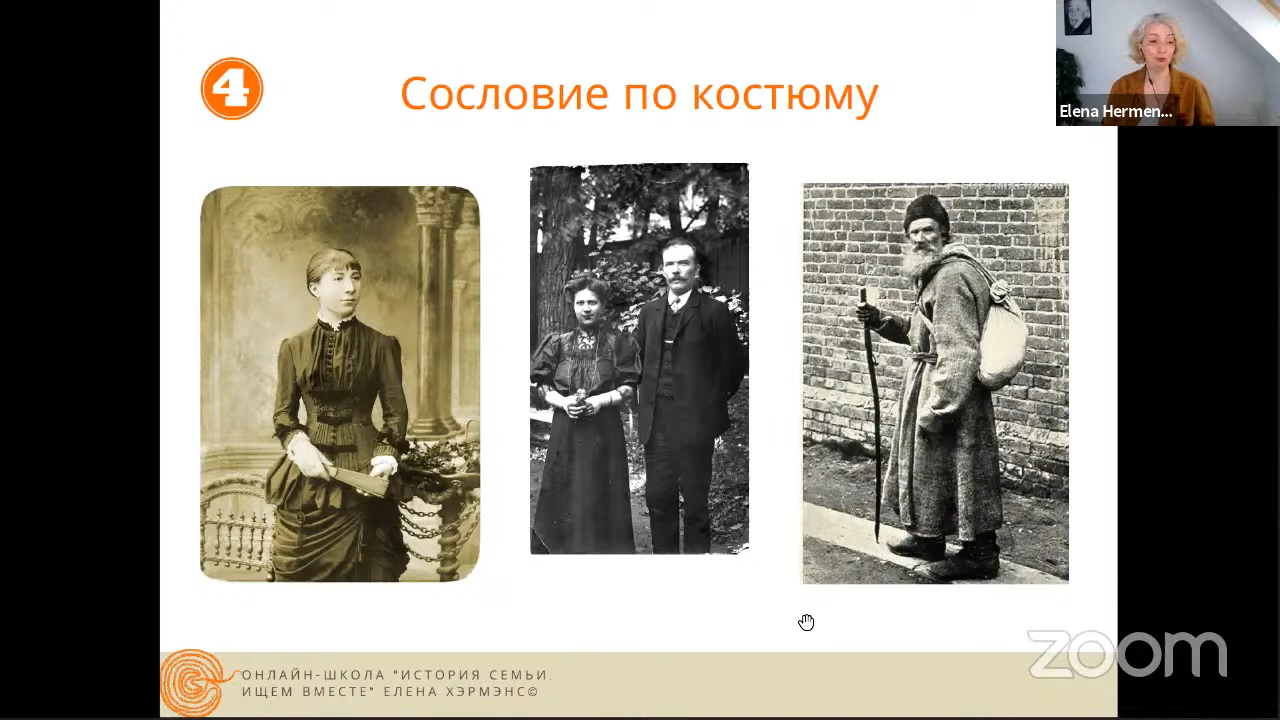 4
Сословие по костюму
Elena Hermen...
ОНЛАЙН-ШКОЛА "ИСТОРИЯ СЕМЬИ.
ИЩЕМ ВМЕСТЕ" ЕЛЕНА ХЭРМЭНС©
zoom